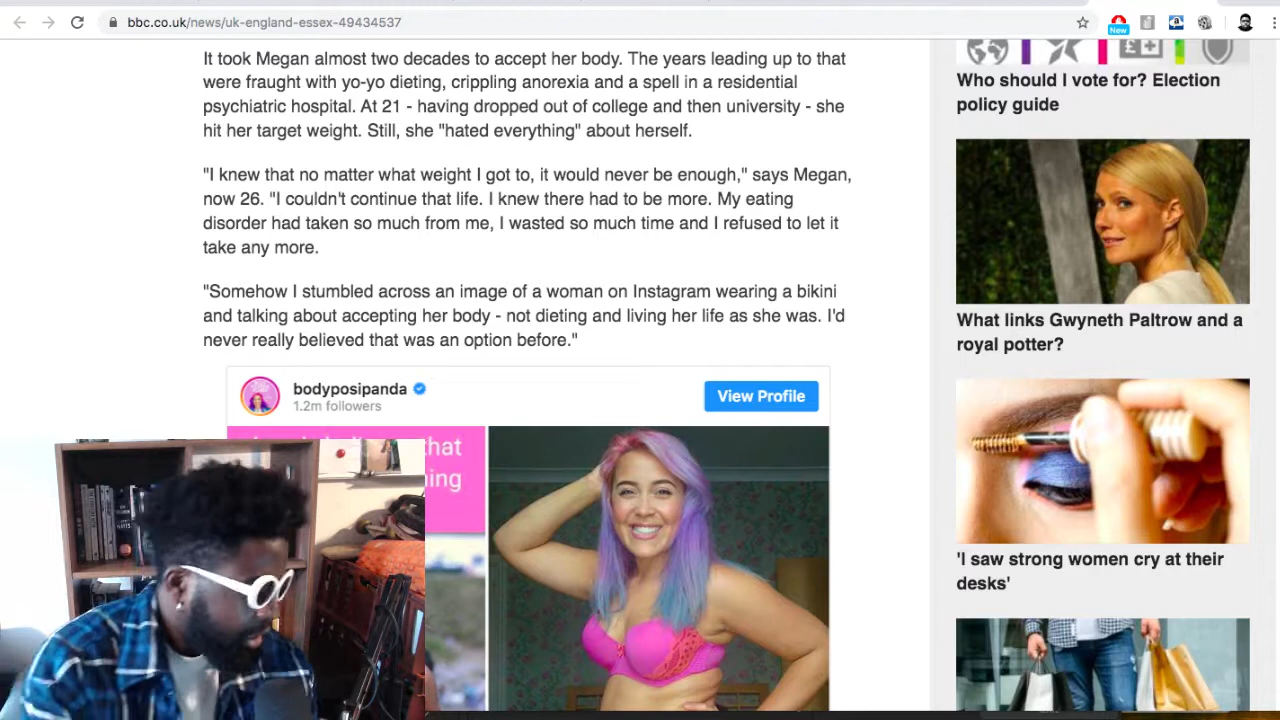 bbc.co.uk/news/uk-england-essex-49434537
New
It took Megan almost two decades to accept her body. The years leading up to that
were fraught with yo-yo dieting, crippling anorexia and a spell in a residential
psychiatric hospital. At 21 - having dropped out of college and then university - she
hit her target weight. Still, she "hated everything" about herself.
"I knew that no matter what weight I got to, it would never be enough," says Megan,
now 26. "I couldn't continue that life. I knew there had to be more. My eating
disorder had taken so much from me, I wasted so much time and I refused to let it
take any more.
"Somehow I stumbled across an image of a woman on Instagram wearing a bikini
and talking about accepting her body - not dieting and living her life as she was. I'd
never really believed that was an option before."
bodyposipanda
1.2m followers
View Profile
that
Who should I vote for? Election
policy guide
What links Gwyneth Paltrow and a
royal potter?
'I saw strong women cry at their
desks'